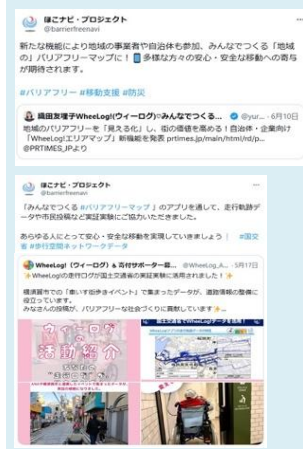 ほこナビ・プロジェクト
@barrierfreenavi
新たな機能により地域の事業者や自治体も参加、みんなでつくる「地域
の」バリアフリーマップに！多様な方々の安心・安全な移動への寄与
が期待されます。
#バリアフリー #移動支援 #防災
織田友理子WheeLog!(ウィーログ)♡みんなでつくる... @yur... · 6月10日
地域のバリアフリーを「見える化」し、街の価値を高める！自治体・企業向け
「WheeLog!エリアマップ」新機能を発表 prtimes.jp/main/html/rd/p...
@PRTIMES_JPより
ほこナビ・プロジェクト
@barrierfreenavi
「みんなでつくる #バリアフリーマップ 」のアプリを通して、走行軌跡デ
ータや市民投稿など実証実験にご協力いただきました。
あらゆる人にとって安心・安全な移動を実現していきましょう｜ #国交
省 #歩行空間ネットワークデータ
WheeLog!（ウィーログ） 寄付サポーター募... @WheeLog_A... · 5月17日
WheeLog!の走行ログが国土交通省の実証実験に活用されました！
横須賀市での「車いす街歩きイベント」で集まったデータが、道路情報の整備に
役立っています。
みなさんの投稿が、バリアフリーな社会づくりに貢献しています
ウィーログの
活動紹介